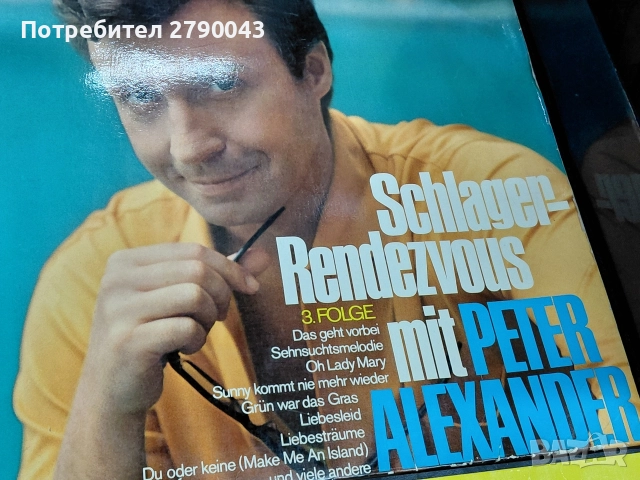 Потребител 2790043
Schlager-
Rendezvous
3. FOLGE
mit PETER
ALEXANDER
Das geht vorbei
Sehnsuchtsmelodie
Oh Lady Mary
Sunny kommt nie mehr wieder
Grün war das Gras
Liebesleid
Liebesträume
Du oder keine (Make Me An Island)
und viele andere
BAZAR